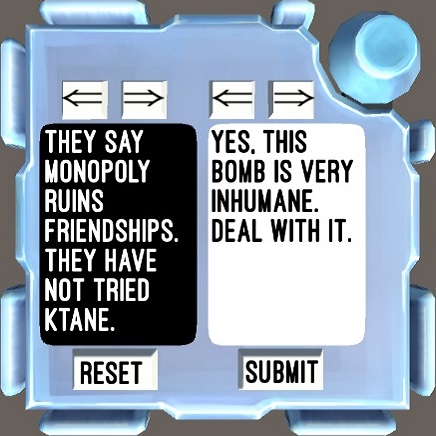 THEY SAY
MONOPOLY
RUINS
FRIENDSHIPS.
THEY HAVE
NOT TRIED
KTANE.
YES, THIS
BOMB IS VERY
INHUMANE.
DEAL WITH IT.
RESET
SUBMIT